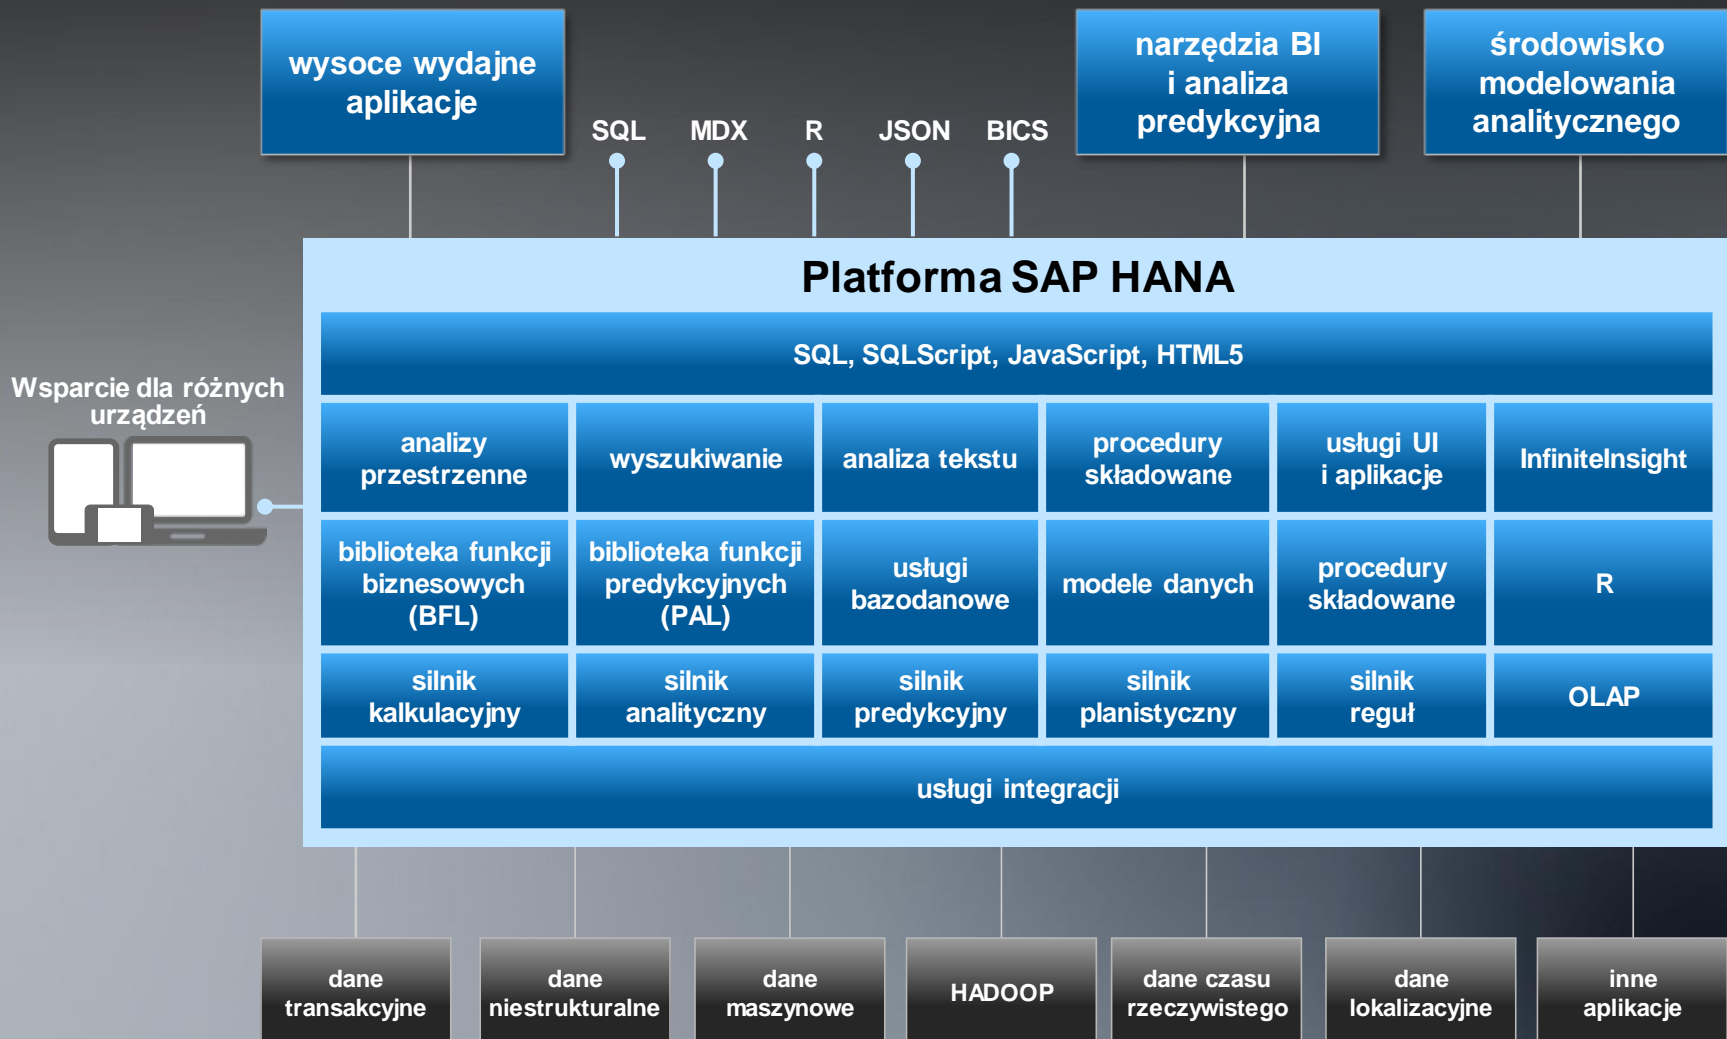 wysoce wydajne
aplikacje
narzędzia BI
i analiza
predykcyjna
środowisko
modelowania
analitycznego
SQL MDX R JSON BICS
Platforma SAP HANA
SQL, SQLScript, JavaScript, HTML5
Wsparcie dla różnych
urządzeń
analizy
przestrzenne
wyszukiwanie
analiza tekstu
procedury
składowane
usługi UI
i aplikacje
InfiniteInsight
biblioteka funkcji
biznesowych
(BFL)
biblioteka funkcji
predykcyjnych
(PAL)
usługi
bazodanowe
modele danych
procedury
składowane
R
silnik
kalkulacyjny
silnik
analityczny
silnik
predykcyjny
silnik
planistyczny
silnik
reguł
OLAP
usługi integracji
dane
transakcyjne
dane
niestrukturalne
dane
maszynowe
HADOOP
dane czasu
rzeczywistego
dane
lokalizacyjne
inne
aplikacje